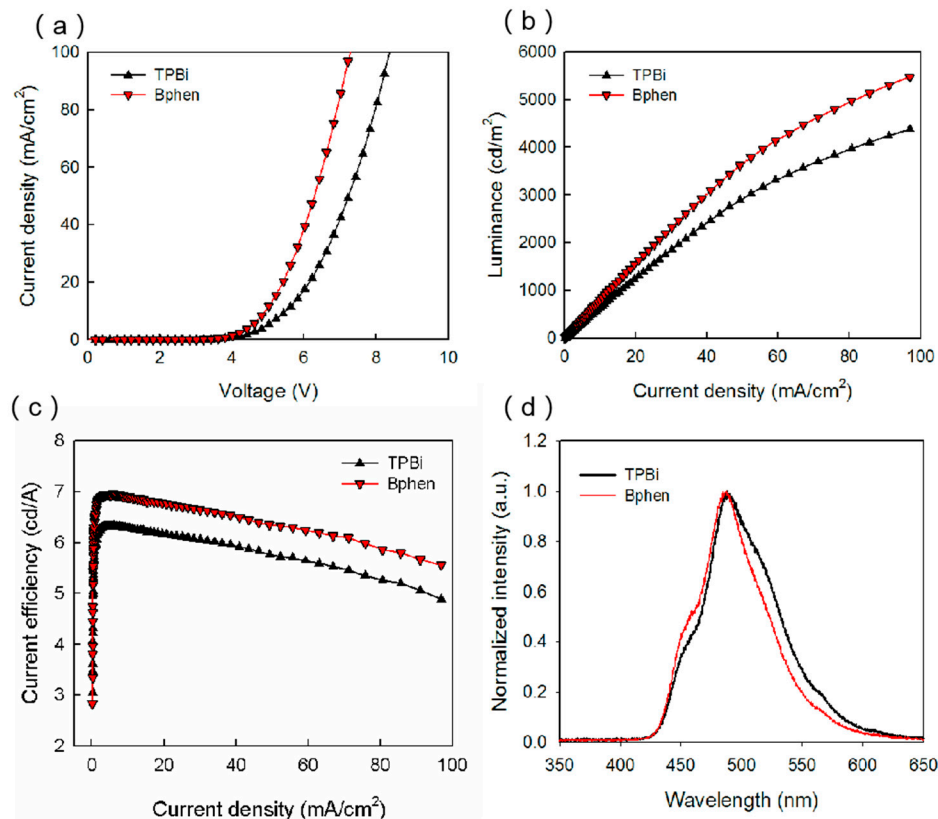 (a)
100
80
60
40
20
0
0 2 4 6 8 10
Current density (mA/cm²)
Voltage (V)
TPBi
Bphen
(b)
6000
5000
4000
3000
2000
1000
0
0 20 40 60 80 100
Luminance (cd/m²)
Current density (mA/cm²)
TPBi
Bphen
(c)
8
7
6
5
4
3
2
0 20 40 60 80 100
Current efficiency (cd/A)
Current density (mA/cm²)
TPBi
Bphen
(d)
1.2
1.0
0.8
0.6
0.4
0.2
0.0
350 400 450 500 550 600 650
Normalized intensity (a.u.)
Wavelength (nm)
TPBi
Bphen